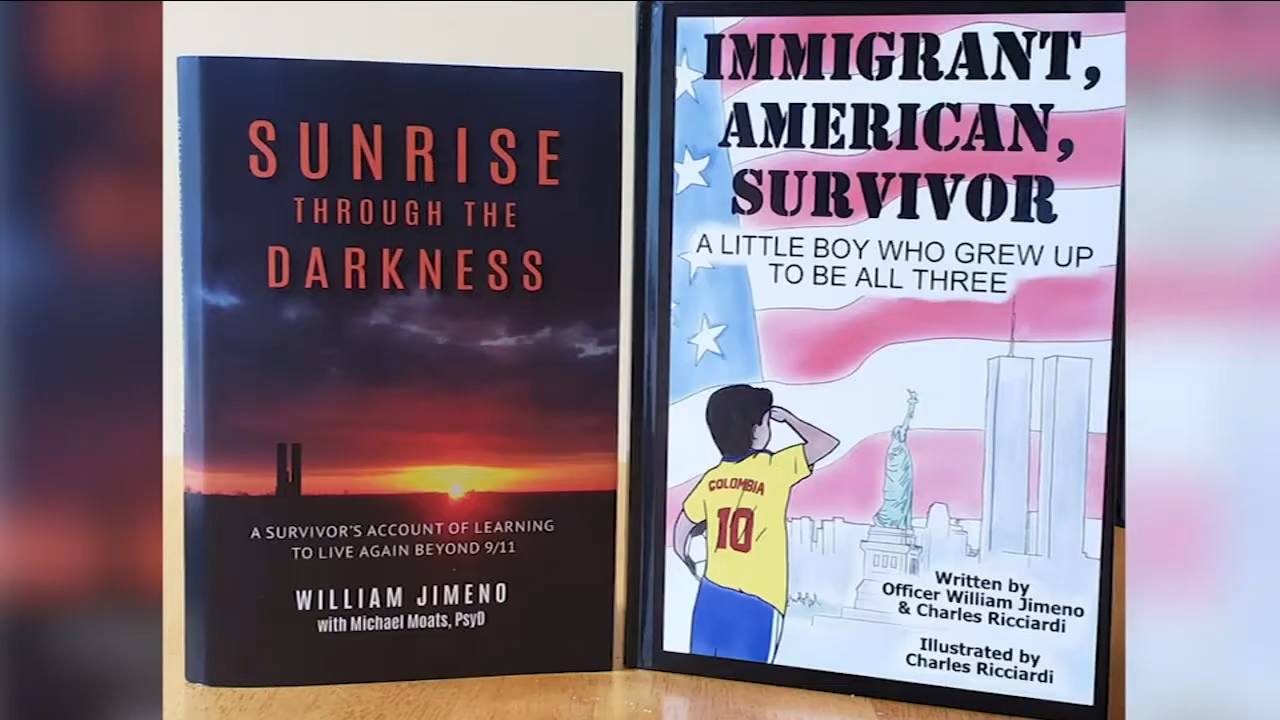 SUNRISE
THROUGH THE
DARKNESS
A SURVIVOR'S ACCOUNT OF LEARNING
TO LIVE AGAIN BEYOND 9/11
WILLIAM JIMENO
with Michael Moats, PsyD
IMMIGRANT,
AMERICAN,
SURVIVOR
A LITTLE BOY WHO GREW UP
TO BE ALL THREE
COLOMBIA
10
Written by
Officer William Jimeno
& Charles Ricciardi
Illustrated by
Charles Ricciardi